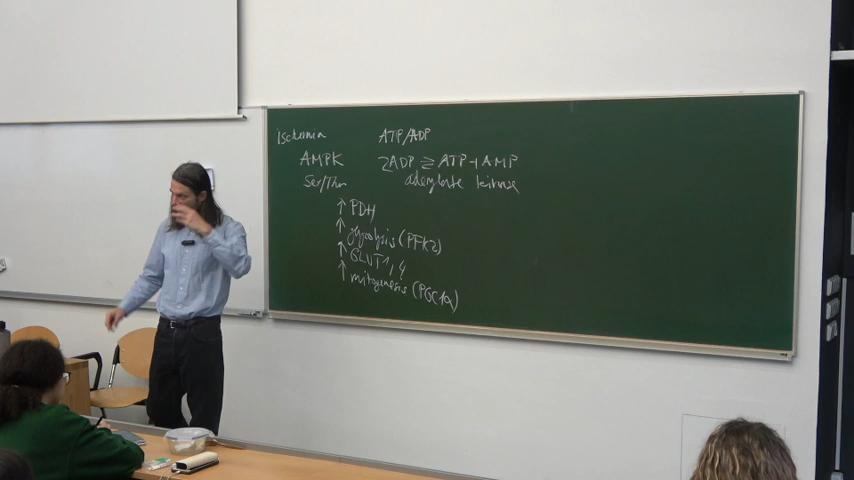 Ischemia ATP/ADP
AMPK 2ADP ⇌ ATP + AMP
Ser/Thr adenylate kinase
↑ PDH
↑ glycolysis (PFK2)
↑ GLUT1,4
↑ mitogenesis (PGC1α)